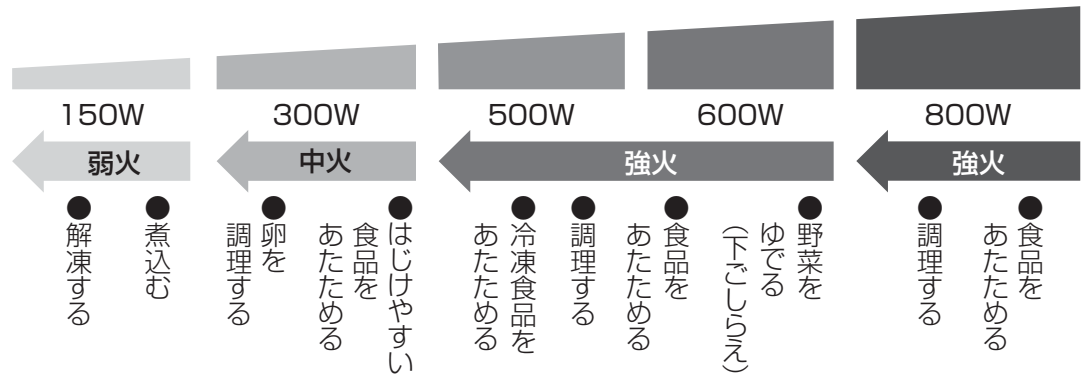 150W
300W
500W
600W
800W
弱火
中火
強火
強火
●煮込む
●解凍する
●はじけやすい
食品を
あたためる
●卵を
調理する
●野菜を
ゆでる
（下ごしらえ）
●食品を
あたためる
●調理する
●冷凍食品を
あたためる
●食品を
あたためる
●調理する